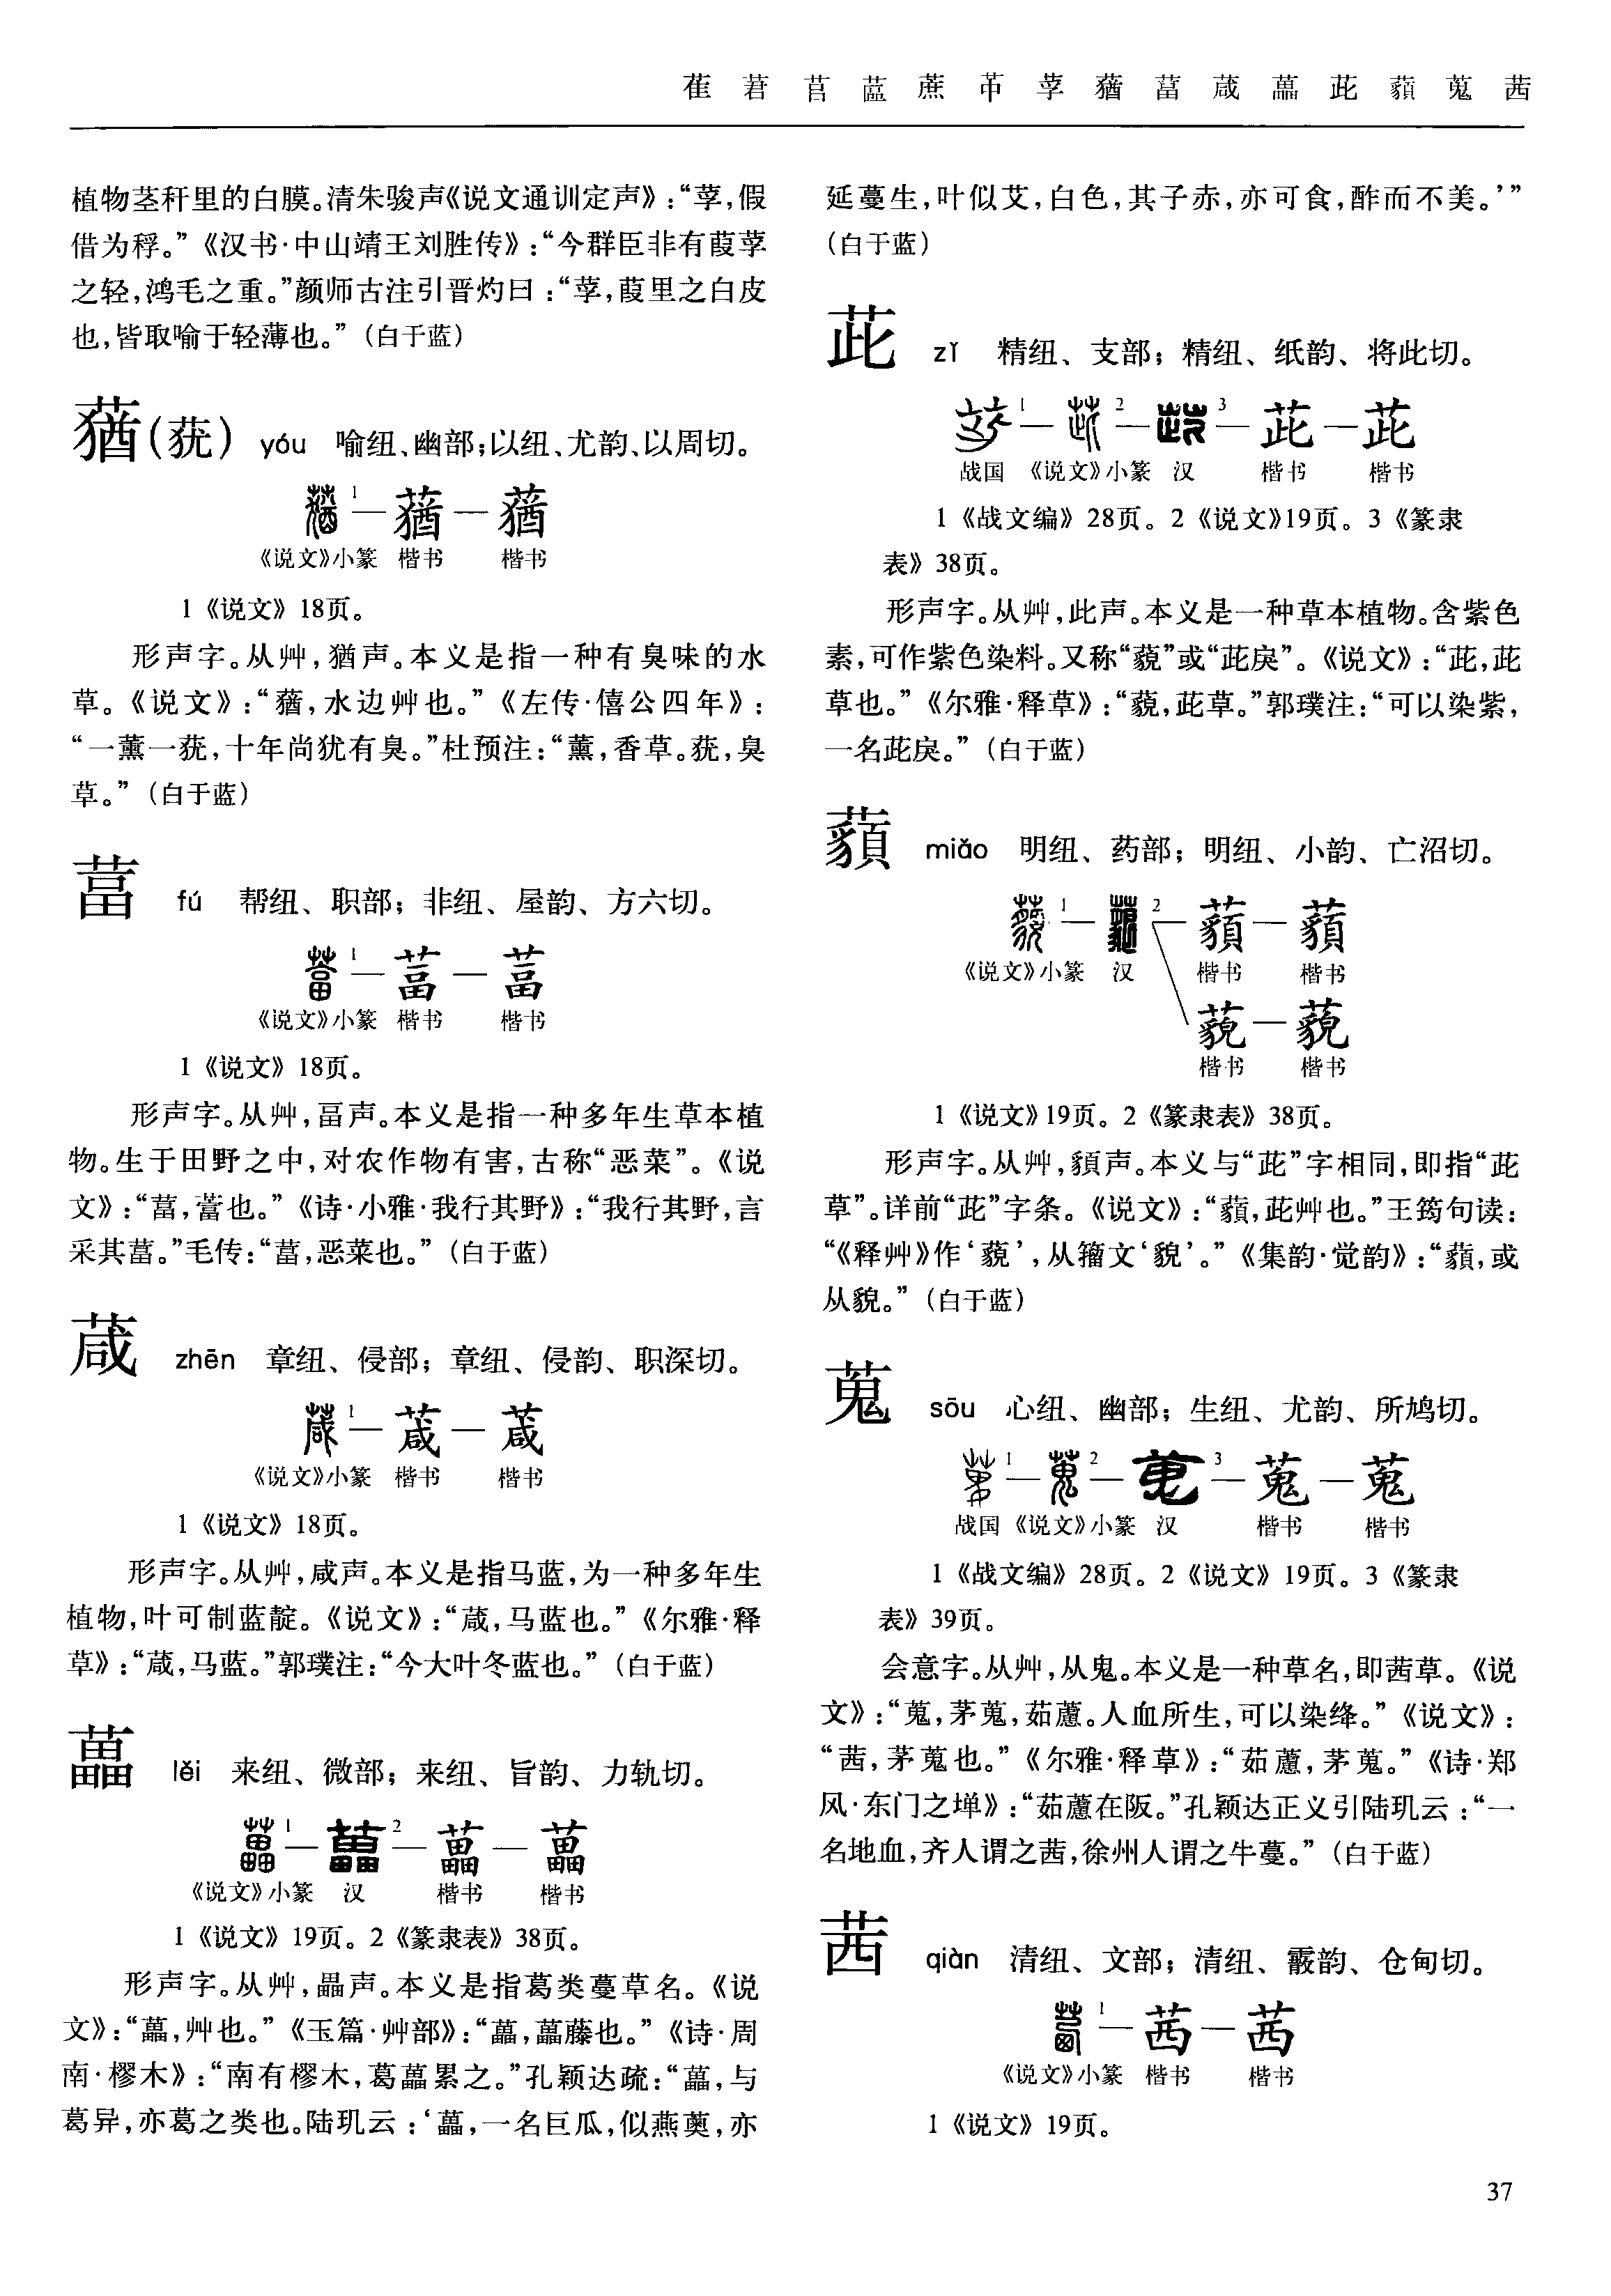 萑 莙 莒 蓝 蔗 芇 莩 蕕 葍 葴 藟 茈 藐 蒐 茜
植物茎秆里的白膜。清朱骏声《说文通训定声》:“莩,假
借为稃。”《汉书·中山靖王刘胜传》:“今群臣非有葭莩
之轻,鸿毛之重。”颜师古注引晋灼曰:“莩,葭里之白皮
也,皆取喻于轻薄也。”(白于蓝)
蕕(莸) yóu 喻纽、幽部;以纽、尤韵、以周切。
1
蕕 — 蕕
《说文》小篆 楷书 楷书
1《说文》18页。
形声字。从艸,猶声。本义是指一种有臭味的水
草。《说文》:“蕕,水边艸也。”《左传·僖公四年》:
“一薰一莸,十年尚犹有臭。”杜预注:“薰,香草。莸,臭
草。”(白于蓝)
葍 fú 帮纽、职部;非纽、屋韵、方六切。
1
葍 — 葍
《说文》小篆 楷书 楷书
1《说文》18页。
形声字。从艸,畐声。本义是指一种多年生草本植
物。生于田野之中,对农作物有害,古称“恶菜”。《说
文》:“葍,䔰也。”《诗·小雅·我行其野》:“我行其野,言
采其葍。”毛传:“葍,恶菜也。”(白于蓝)
葴 zhēn 章纽、侵部;章纽、侵韵、职深切。
1
葴 — 葴
《说文》小篆 楷书 楷书
1《说文》18页。
形声字。从艸,咸声。本义是指马蓝,为一种多年生
植物,叶可制蓝靛。《说文》:“葴,马蓝也。”《尔雅·释
草》:“葴,马蓝。”郭璞注:“今大叶冬蓝也。”(白于蓝)
藟 lěi 来纽、微部;来纽、旨韵、力轨切。
1 2
藟 — 藟
《说文》小篆 汉 楷书 楷书
1《说文》19页。2《篆隶表》38页。
形声字。从艸,畾声。本义是指葛类蔓草名。《说
文》:“藟,艸也。”《玉篇·艸部》:“藟,藟藤也。”《诗·周
南·樛木》:“南有樛木,葛藟累之。”孔颖达疏:“藟,与
葛异,亦葛之类也。陆玑云:‘藟,一名巨瓜,似燕薁,亦
延蔓生,叶似艾,白色,其子赤,亦可食,酢而不美。’”
(白于蓝)
茈 zǐ 精纽、支部;精纽、纸韵、将此切。
1 2 3
茈 — 茈
战国 《说文》小篆 汉 楷书 楷书
1《战文编》28页。2《说文》19页。3《篆隶
表》38页。
形声字。从艸,此声。本义是一种草本植物。含紫色
素,可作紫色染料。又称“藐”或“茈戾”。《说文》:“茈,茈
草也。”《尔雅·释草》:“藐,茈草。”郭璞注:“可以染紫,
一名茈戾。”(白于蓝)
miǎo 明纽、药部;明纽、小韵、亡沼切。
1 2
《说文》小篆 汉 楷书 楷书
藐 — 藐
楷书 楷书
1《说文》19页。2《篆隶表》38页。
形声字。从艸,䫉声。本义与“茈”字相同,即指“茈
草”。详前“茈”字条。《说文》:“,茈艸也。”王筠句读:
“《释艸》作‘藐’,从籀文‘貌’。”《集韵·觉韵》:“,或
从貌。”(白于蓝)
蒐 sōu 心纽、幽部;生纽、尤韵、所鸠切。
1 2 3
蒐 — 蒐
战国 《说文》小篆 汉 楷书 楷书
1《战文编》28页。2《说文》19页。3《篆隶
表》39页。
会意字。从艸,从鬼。本义是一种草名,即茜草。《说
文》:“蒐,茅蒐,茹藘。人血所生,可以染绛。”《说文》:
“茜,茅蒐也。”《尔雅·释草》:“茹藘,茅蒐。”《诗·郑
风·东门之墠》:“茹藘在阪。”孔颖达正义引陆玑云:“一
名地血,齐人谓之茜,徐州人谓之牛蔓。”(白于蓝)
茜 qiàn 清纽、文部;清纽、霰韵、仓甸切。
1
茜 — 茜
《说文》小篆 楷书 楷书
1《说文》19页。
37